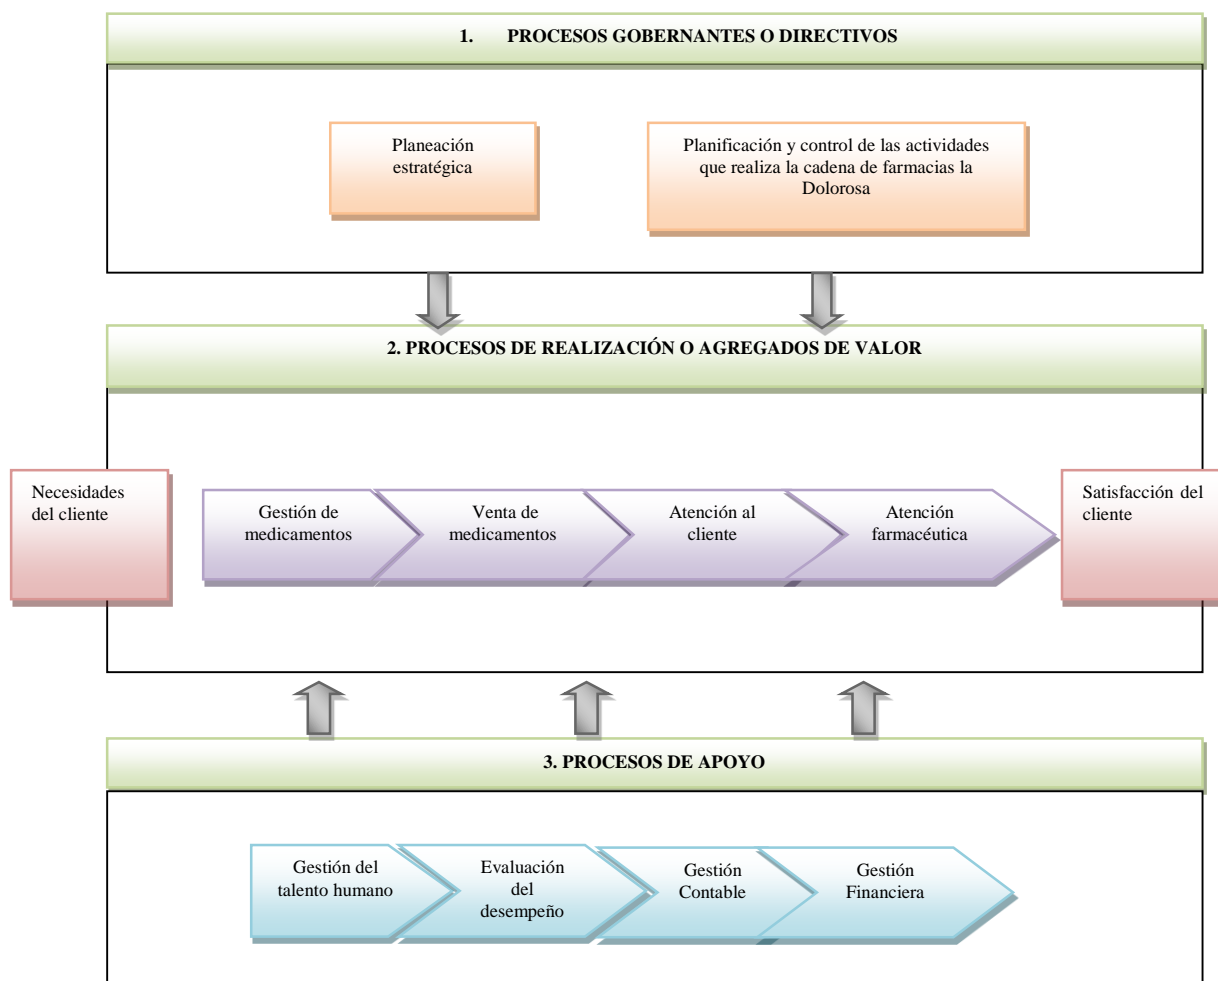 1. PROCESOS GOBERNANTES O DIRECTIVOS
Planeación
estratégica
Planificación y control de las actividades
que realiza la cadena de farmacias la
Dolorosa
2. PROCESOS DE REALIZACIÓN O AGREGADOS DE VALOR
Necesidades
del cliente
Gestión de
medicamentos
Venta de
medicamentos
Atención al
cliente
Atención
farmacéutica
Satisfacción del
cliente
3. PROCESOS DE APOYO
Gestión del
talento humano
Evaluación
del
desempeño
Gestión
Contable
Gestión
Financiera